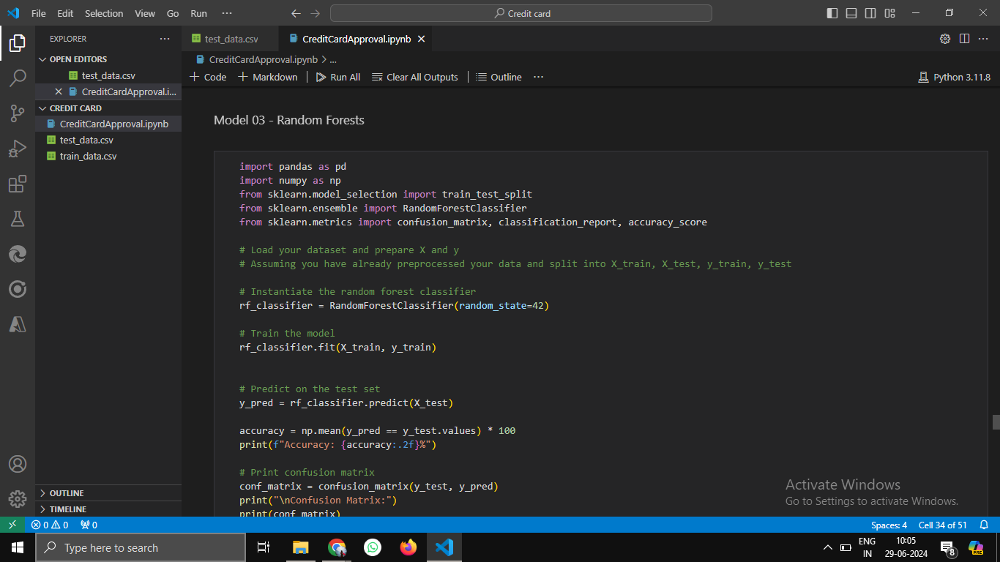 File Edit Selection View Go Run ···
Credit card
EXPLORER ···
OPEN EDITORS
test_data.csv
CreditCardApproval.i...
CREDIT CARD
CreditCardApproval.ipynb
test_data.csv
train_data.csv
OUTLINE
TIMELINE
test_data.csv
CreditCardApproval.ipynb
CreditCardApproval.ipynb > ...
+ Code + Markdown Run All Clear All Outputs Outline ···
Python 3.11.8
Model 03 - Random Forests
import pandas as pd
import numpy as np
from sklearn.model_selection import train_test_split
from sklearn.ensemble import RandomForestClassifier
from sklearn.metrics import confusion_matrix, classification_report, accuracy_score
# Load your dataset and prepare X and y
# Assuming you have already preprocessed your data and split into X_train, X_test, y_train, y_test
# Instantiate the random forest classifier
rf_classifier = RandomForestClassifier(random_state=42)
# Train the model
rf_classifier.fit(X_train, y_train)
# Predict on the test set
y_pred = rf_classifier.predict(X_test)
accuracy = np.mean(y_pred == y_test.values) * 100
print(f"Accuracy: {accuracy:.2f}%")
# Print confusion matrix
conf_matrix = confusion_matrix(y_test, y_pred)
print("\nConfusion Matrix:")
print(conf_matrix)
Activate Windows
Go to Settings to activate Windows.
0 0 0
Spaces: 4 Cell 34 of 51
Type here to search
ENG
IN
10:05
29-06-2024
8
PRE